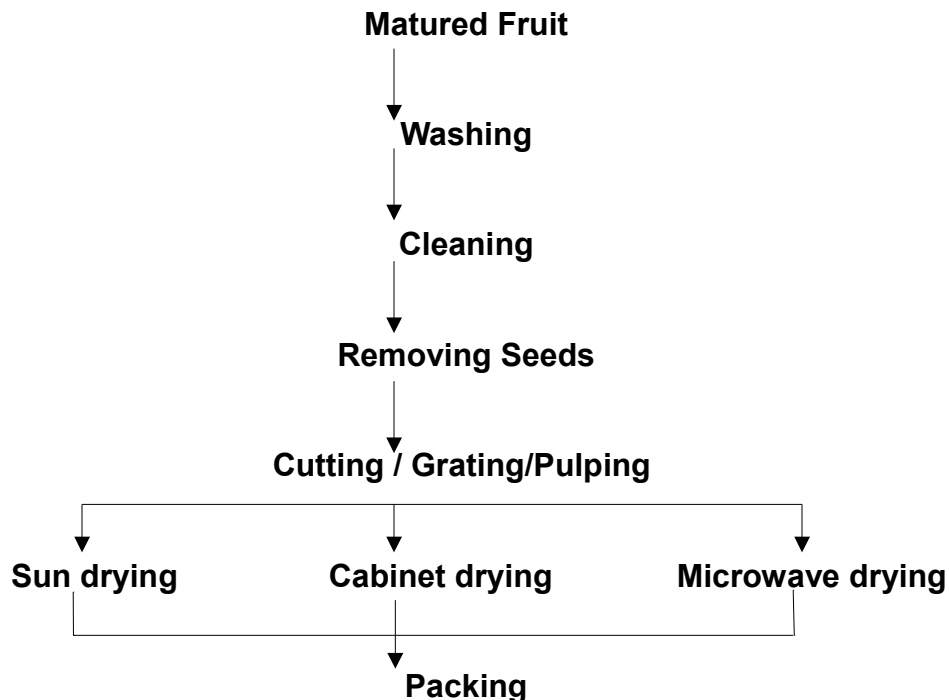 Matured Fruit
Washing
Cleaning
Removing Seeds
Cutting / Grating/Pulping
Sun drying Cabinet drying Microwave drying
Packing